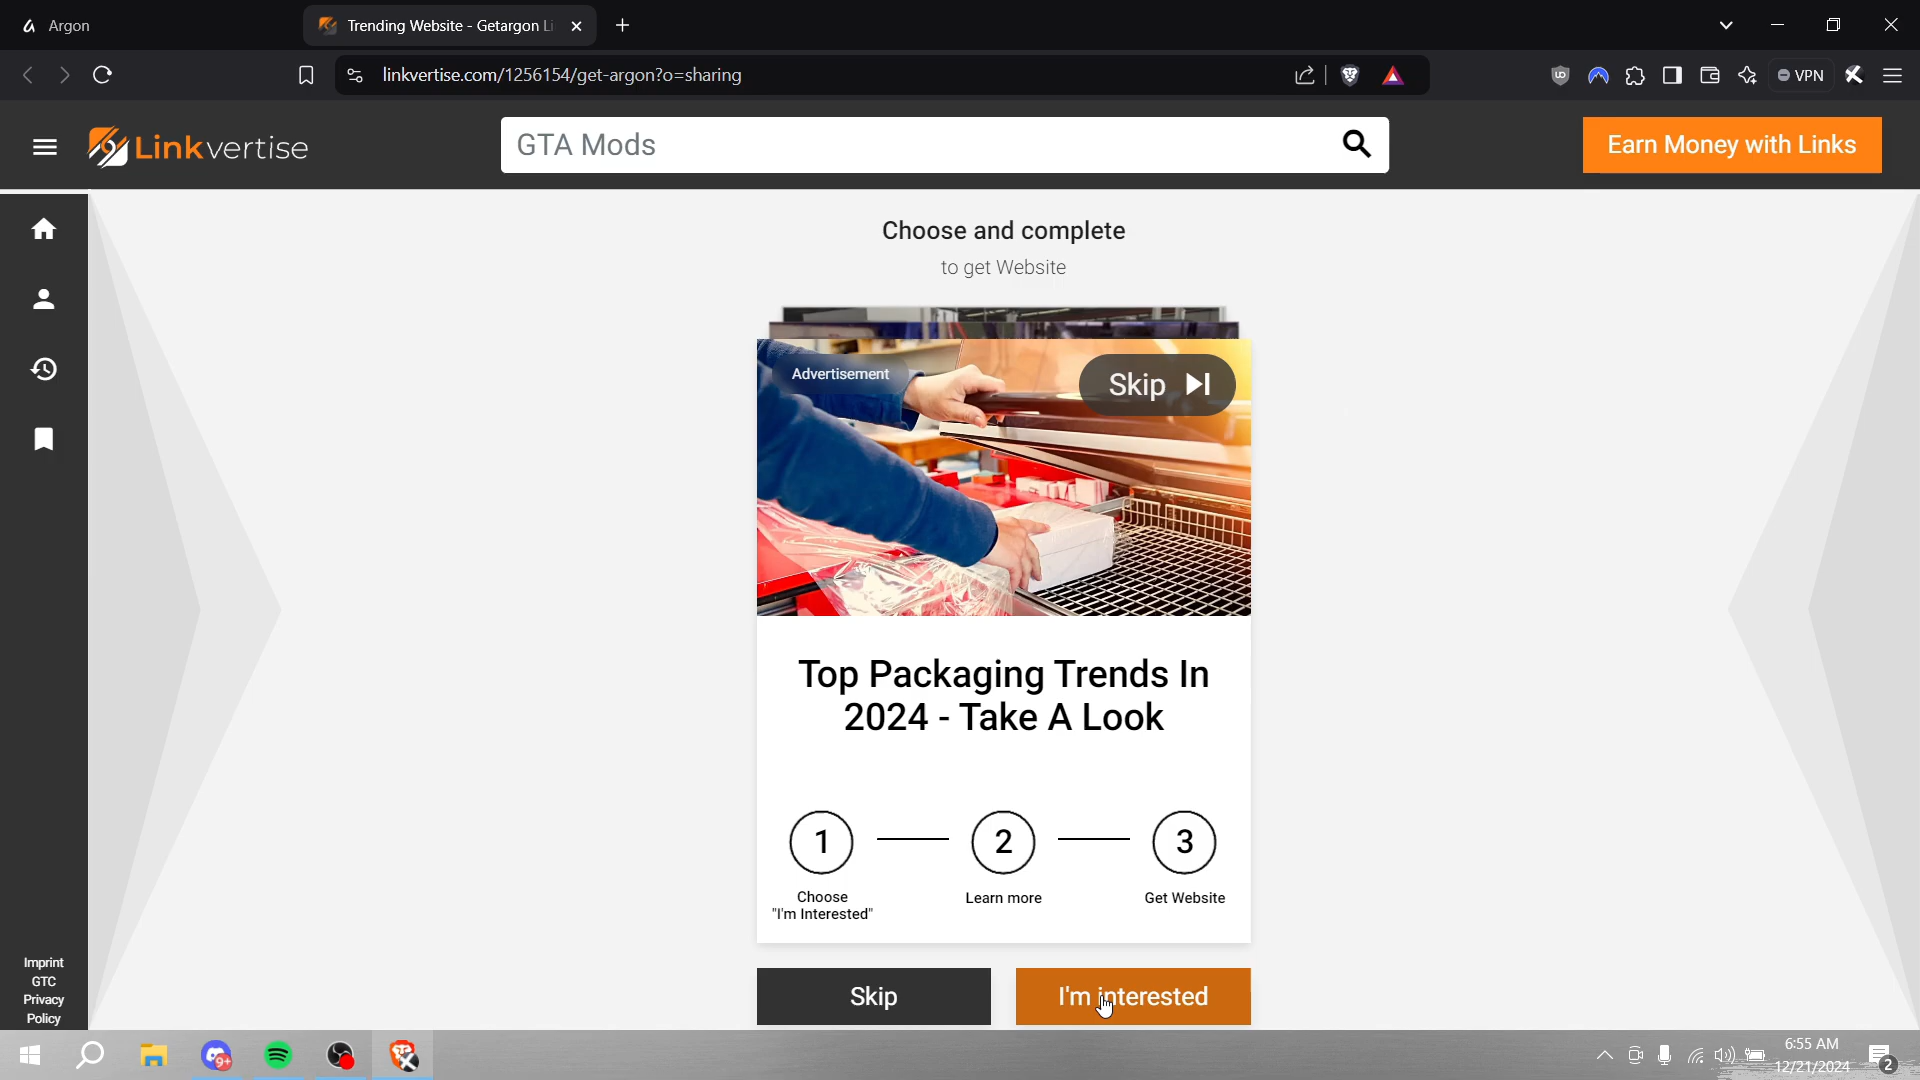 Argon
Trending Website - Getargon Li
linkvertise.com/1256154/get-argon?o=sharing
VPN
Linkvertise
GTA Mods
Earn Money with Links
Choose and complete
to get Website
Advertisement
Skip
Top Packaging Trends In
2024 - Take A Look
1
2
3
Choose
"I'm Interested"
Learn more
Get Website
Skip
I'm interested
Imprint
GTC
Privacy
Policy
9+
6:55 AM
12/21/2024
2